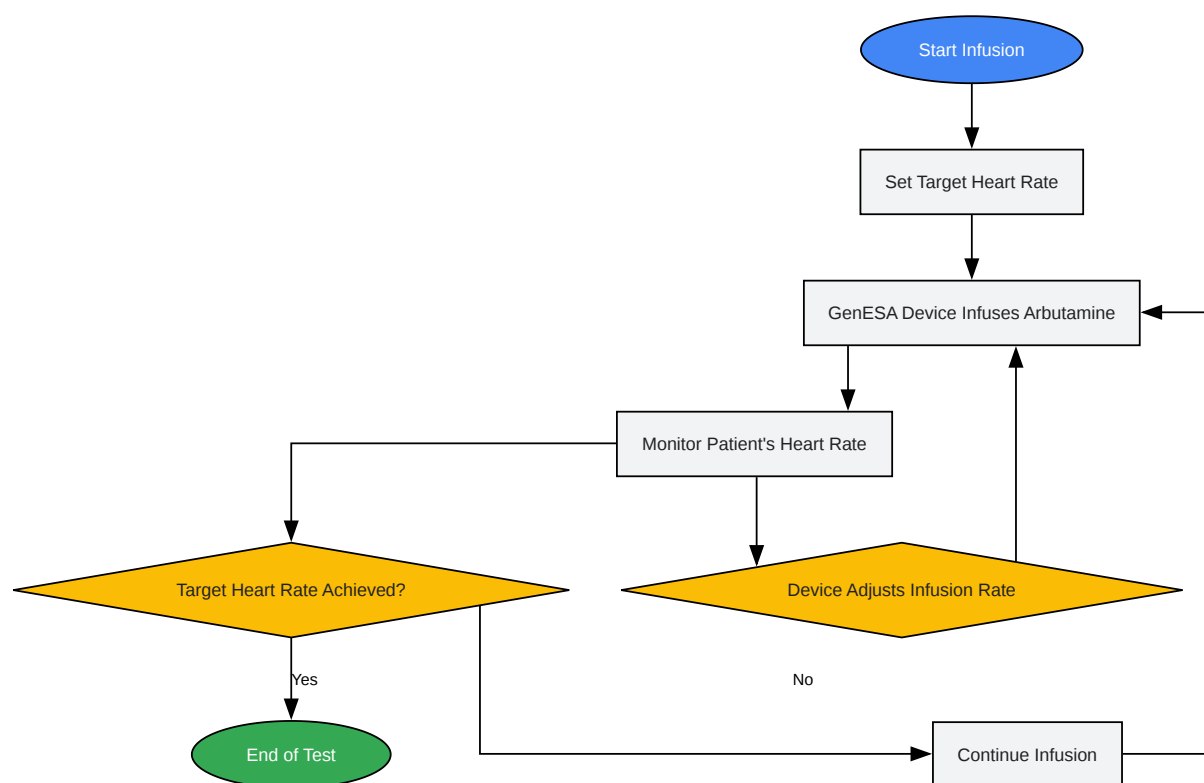 Start Infusion
Set Target Heart Rate
GenESA Device Infuses Arbutamine
Monitor Patient's Heart Rate
Target Heart Rate Achieved?
Device Adjusts Infusion Rate
Yes
No
End of Test
Continue Infusion